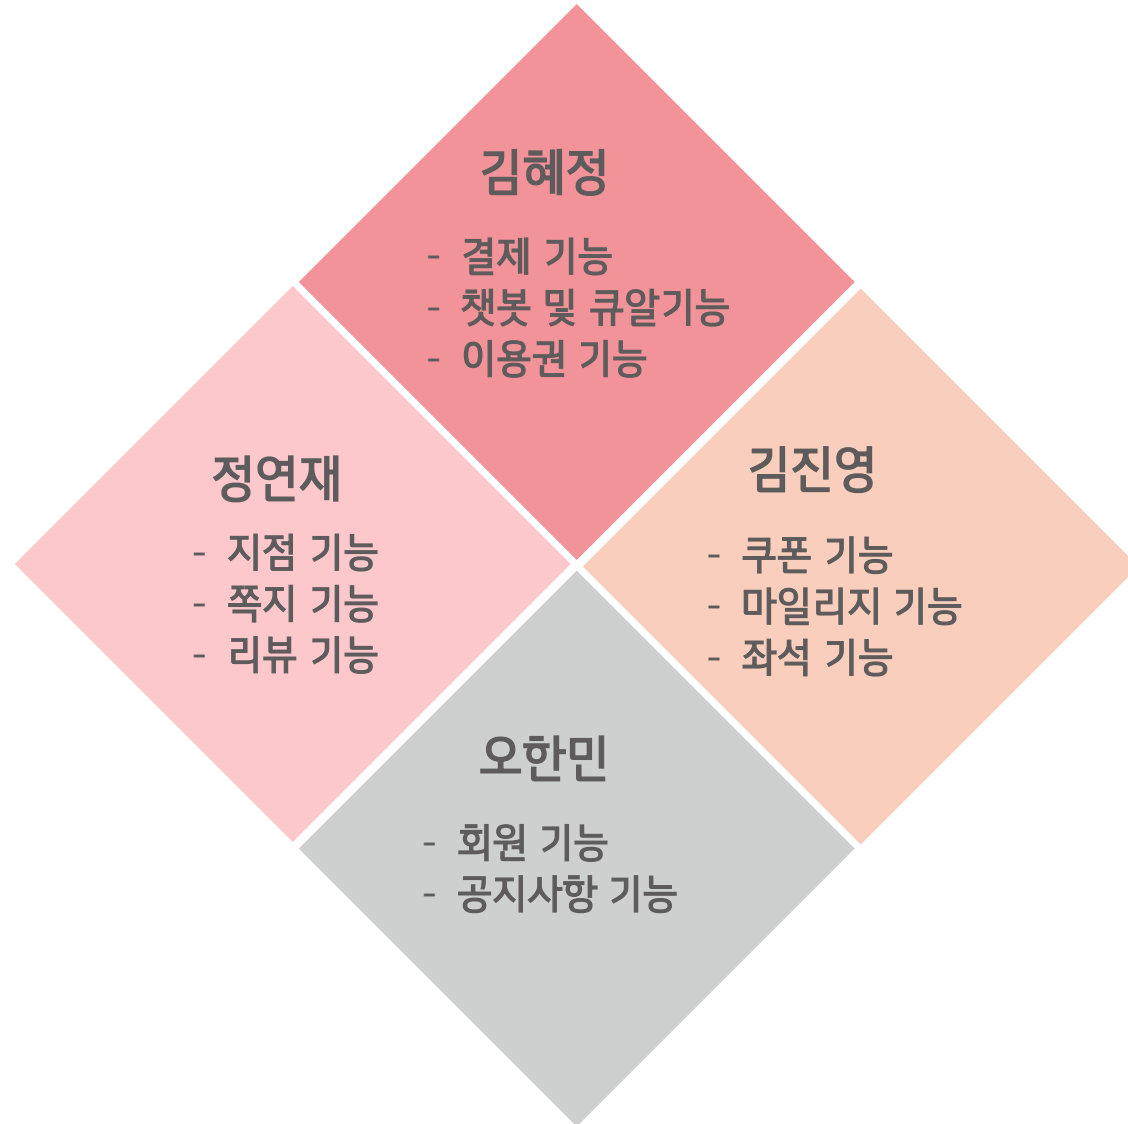 김혜정
- 결제 기능
- 챗봇 및 큐알기능
- 이용권 기능
정연재
- 지점 기능
- 쪽지 기능
- 리뷰 기능
김진영
- 쿠폰 기능
- 마일리지 기능
- 좌석 기능
오한민
- 회원 기능
- 공지사항 기능